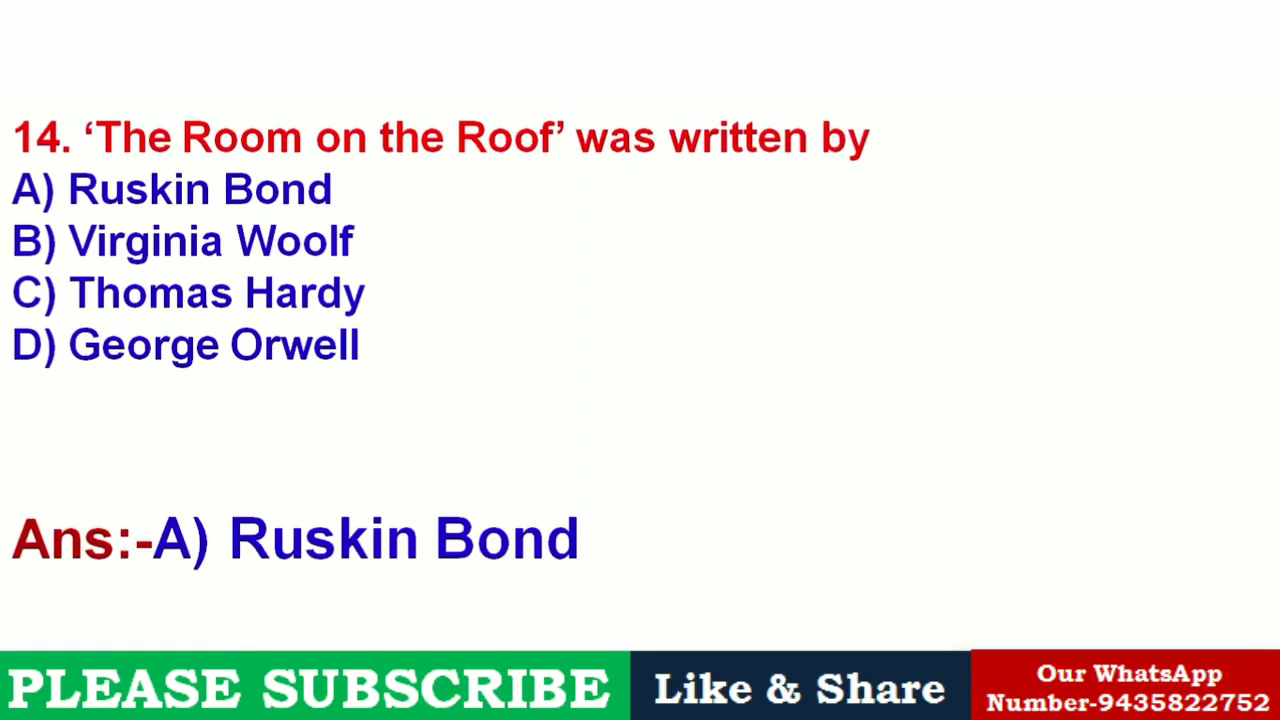 14. ‘The Room on the Roof’ was written by
A) Ruskin Bond
B) Virginia Woolf
C) Thomas Hardy
D) George Orwell
Ans:-A) Ruskin Bond
PLEASE SUBSCRIBE
Like & Share
Our WhatsApp
Number-9435822752